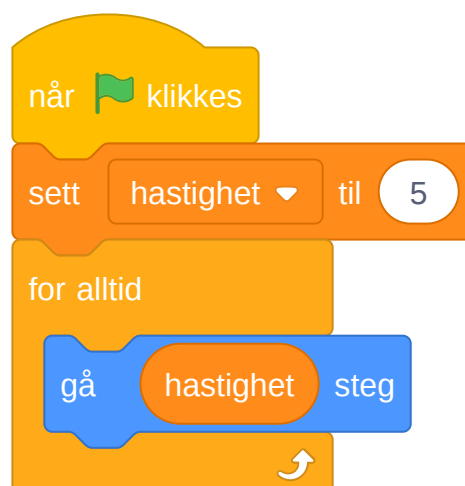 når klikkes
sett hastighet til 5
for alltid
gå hastighet steg